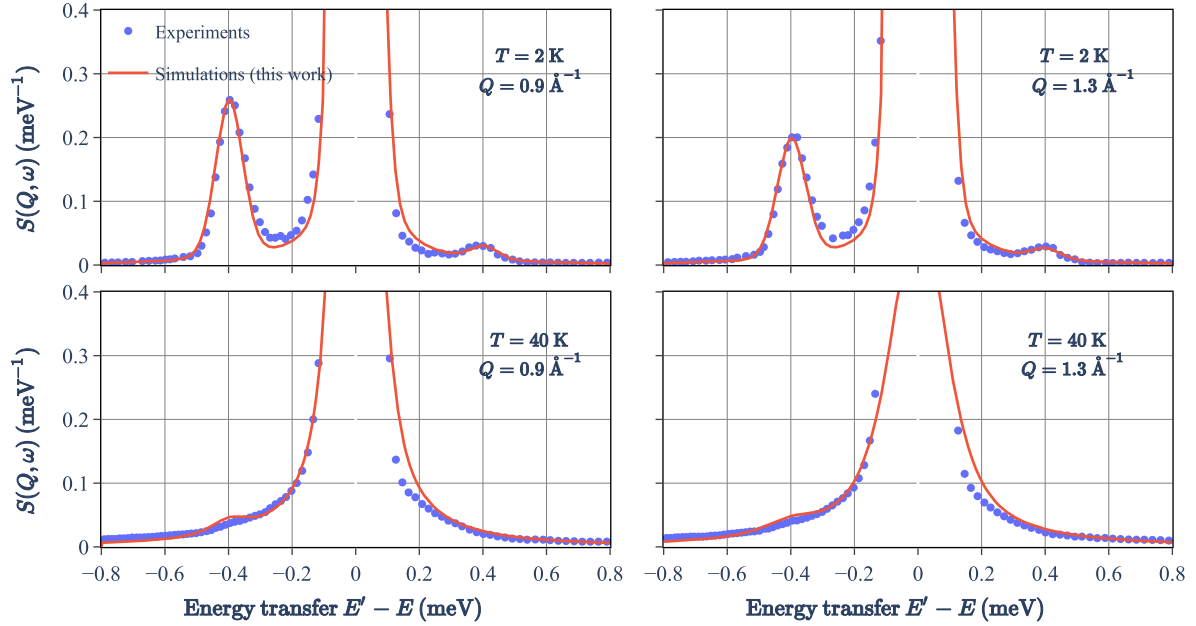 0.4
0.3
0.2
0.1
0
S(Q, ω) (meV⁻¹)
Experiments
Simulations (this work)
T = 2 K
Q = 0.9 Å⁻¹
T = 2 K
Q = 1.3 Å⁻¹
0.4
0.3
0.2
0.1
0
S(Q, ω) (meV⁻¹)
T = 40 K
Q = 0.9 Å⁻¹
T = 40 K
Q = 1.3 Å⁻¹
−0.8 −0.6 −0.4 −0.2 0 0.2 0.4 0.6 0.8
−0.8 −0.6 −0.4 −0.2 0 0.2 0.4 0.6 0.8
Energy transfer E′ − E (meV)
Energy transfer E′ − E (meV)